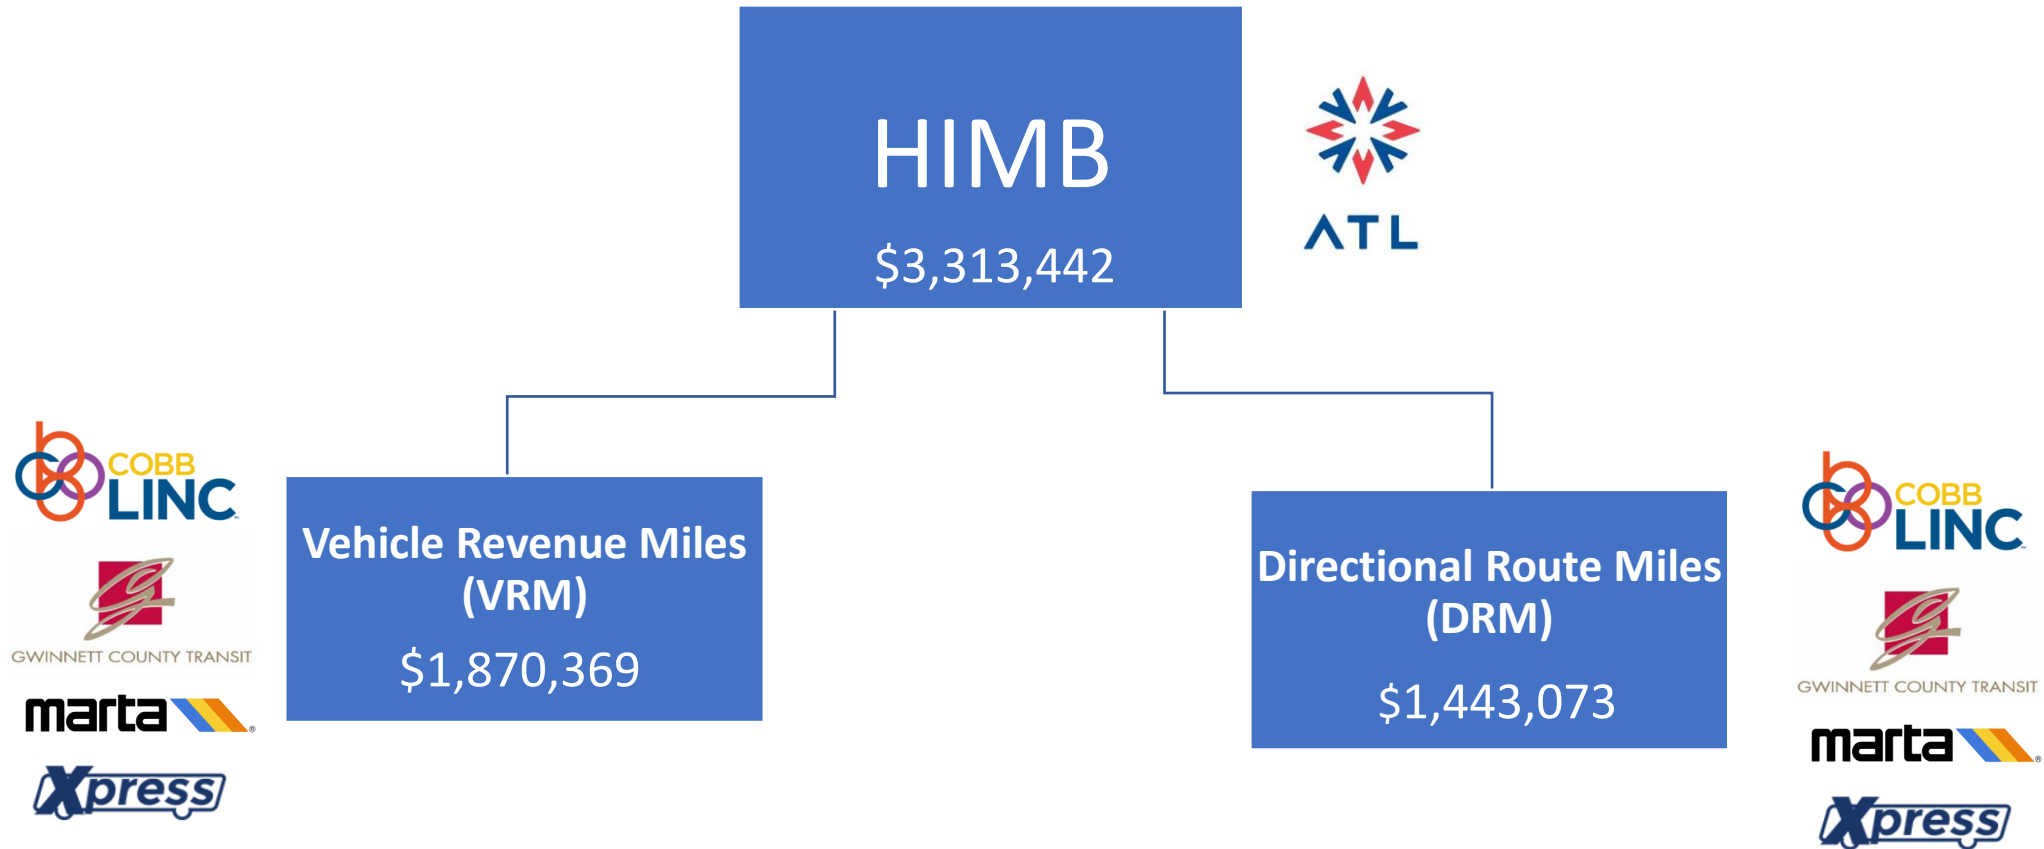 HIMB
$3,313,442
ATL
COBB
LINC
GWINNETT COUNTY TRANSIT
marta
Xpress
Vehicle Revenue Miles
(VRM)
$1,870,369
Directional Route Miles
(DRM)
$1,443,073
COBB
LINC
GWINNETT COUNTY TRANSIT
marta
Xpress